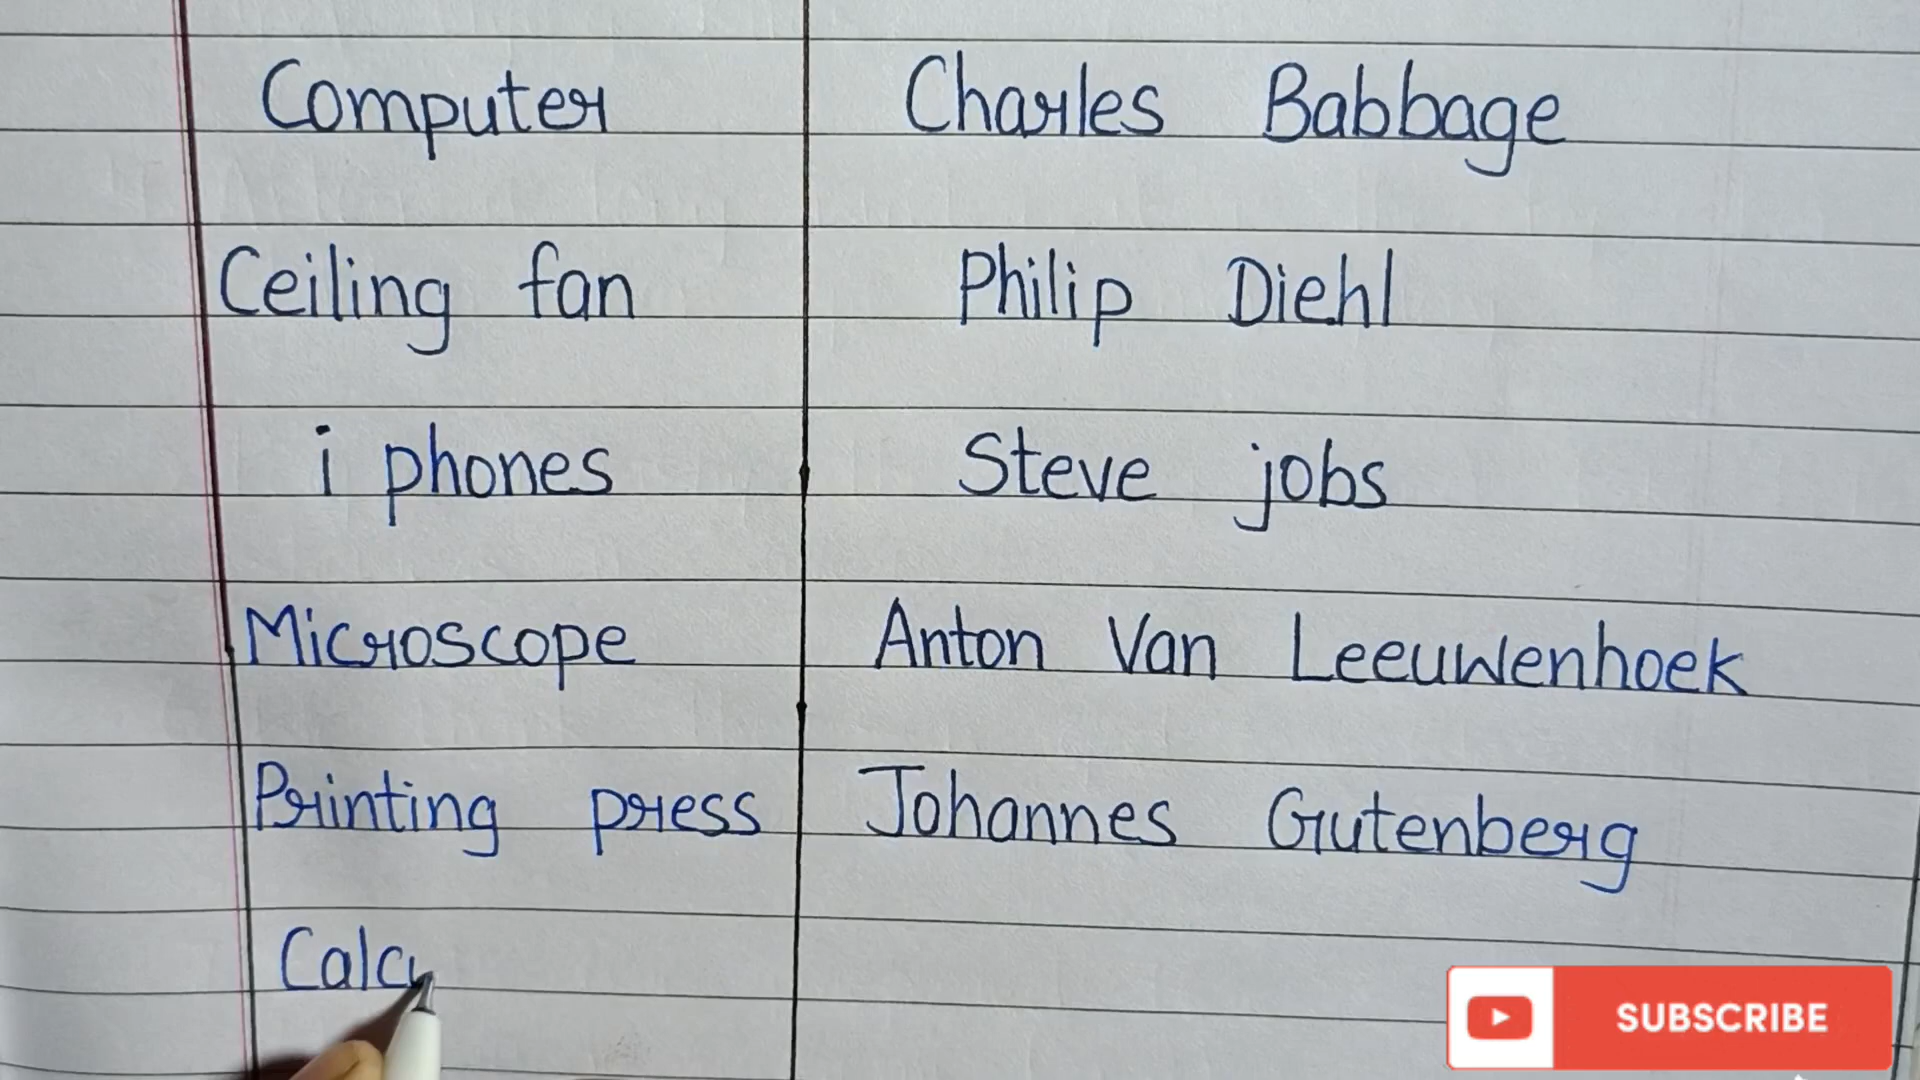 Computer Charles Babbage
Ceiling fan Philip Diehl
i phones Steve jobs
Microscope Anton Van Leeuwenhoek
Printing press Johannes Gutenberg
Calcu
SUBSCRIBE